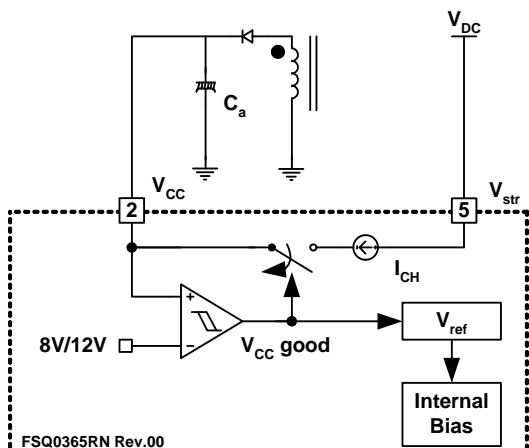 V_DC
C_a
V_CC
V_str
2
5
I_CH
+
8V/12V
−
V_CC good
V_ref
Internal
Bias
FSQ0365RN Rev.00